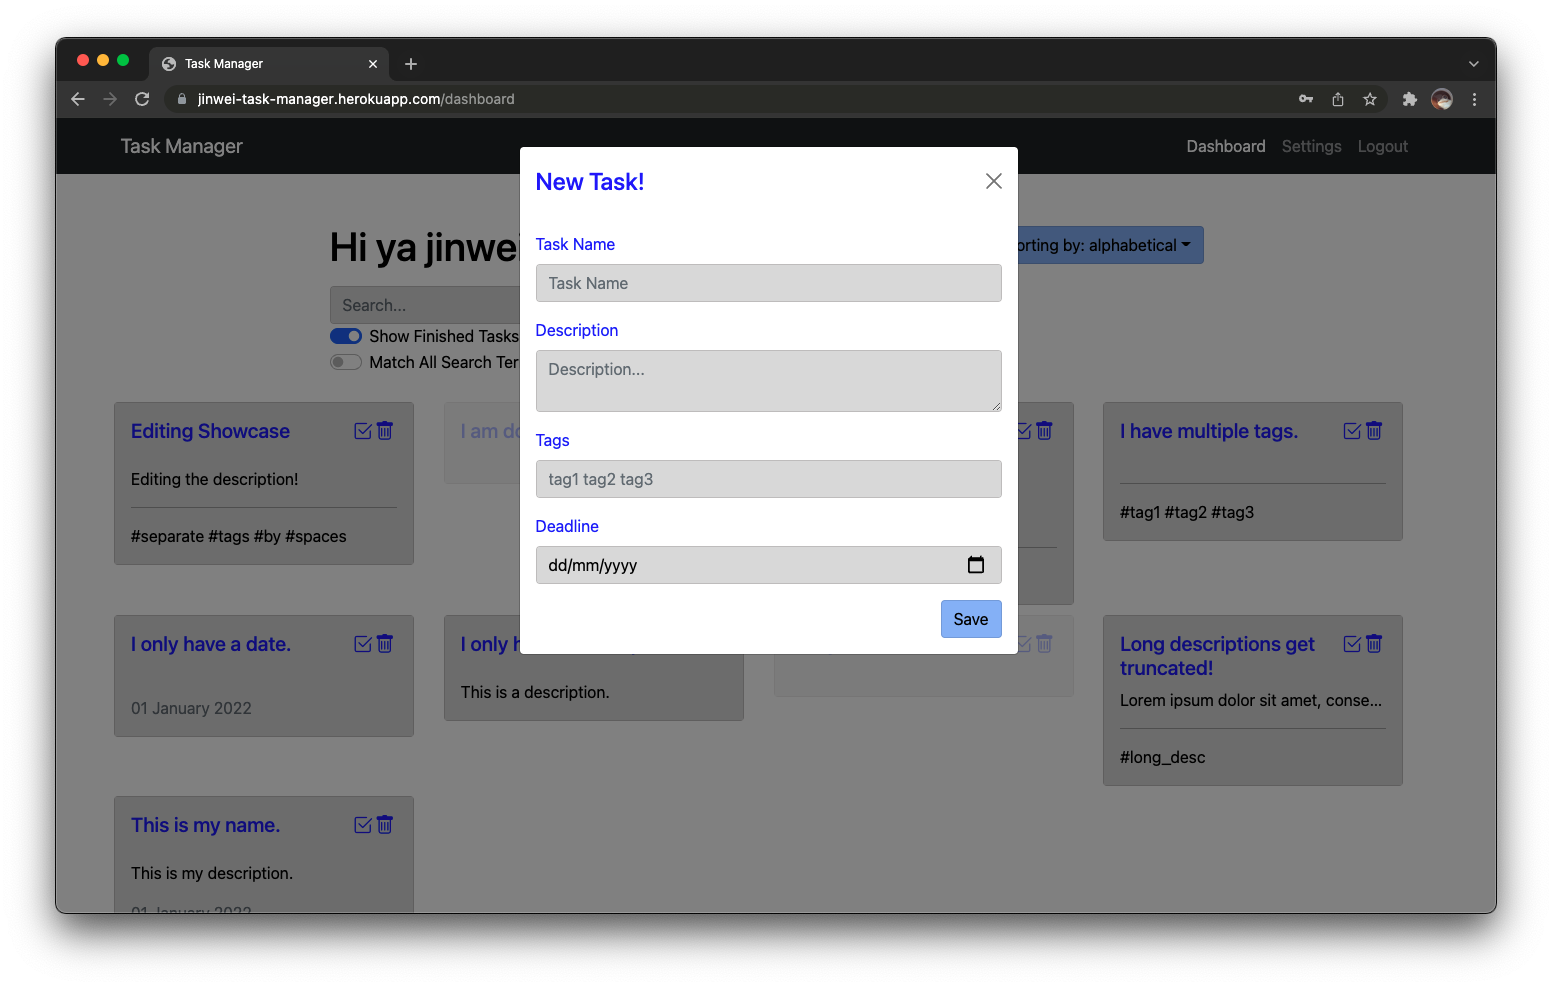 Task Manager
jinwei-task-manager.herokuapp.com/dashboard
Task Manager
Dashboard Settings Logout
New Task!
Hi ya jinwei
orting by: alphabetical
Search...
Show Finished Tasks
Match All Search Ter
Task Name
Task Name
Description
Description...
Tags
tag1 tag2 tag3
Deadline
dd/mm/yyyy
Save
Editing Showcase
Editing the description!
#separate #tags #by #spaces
I am do
I have multiple tags.
#tag1 #tag2 #tag3
I only have a date.
01 January 2022
I only h
This is a description.
Long descriptions get
truncated!
Lorem ipsum dolor sit amet, conse...
#long_desc
This is my name.
This is my description.
01 January 2022